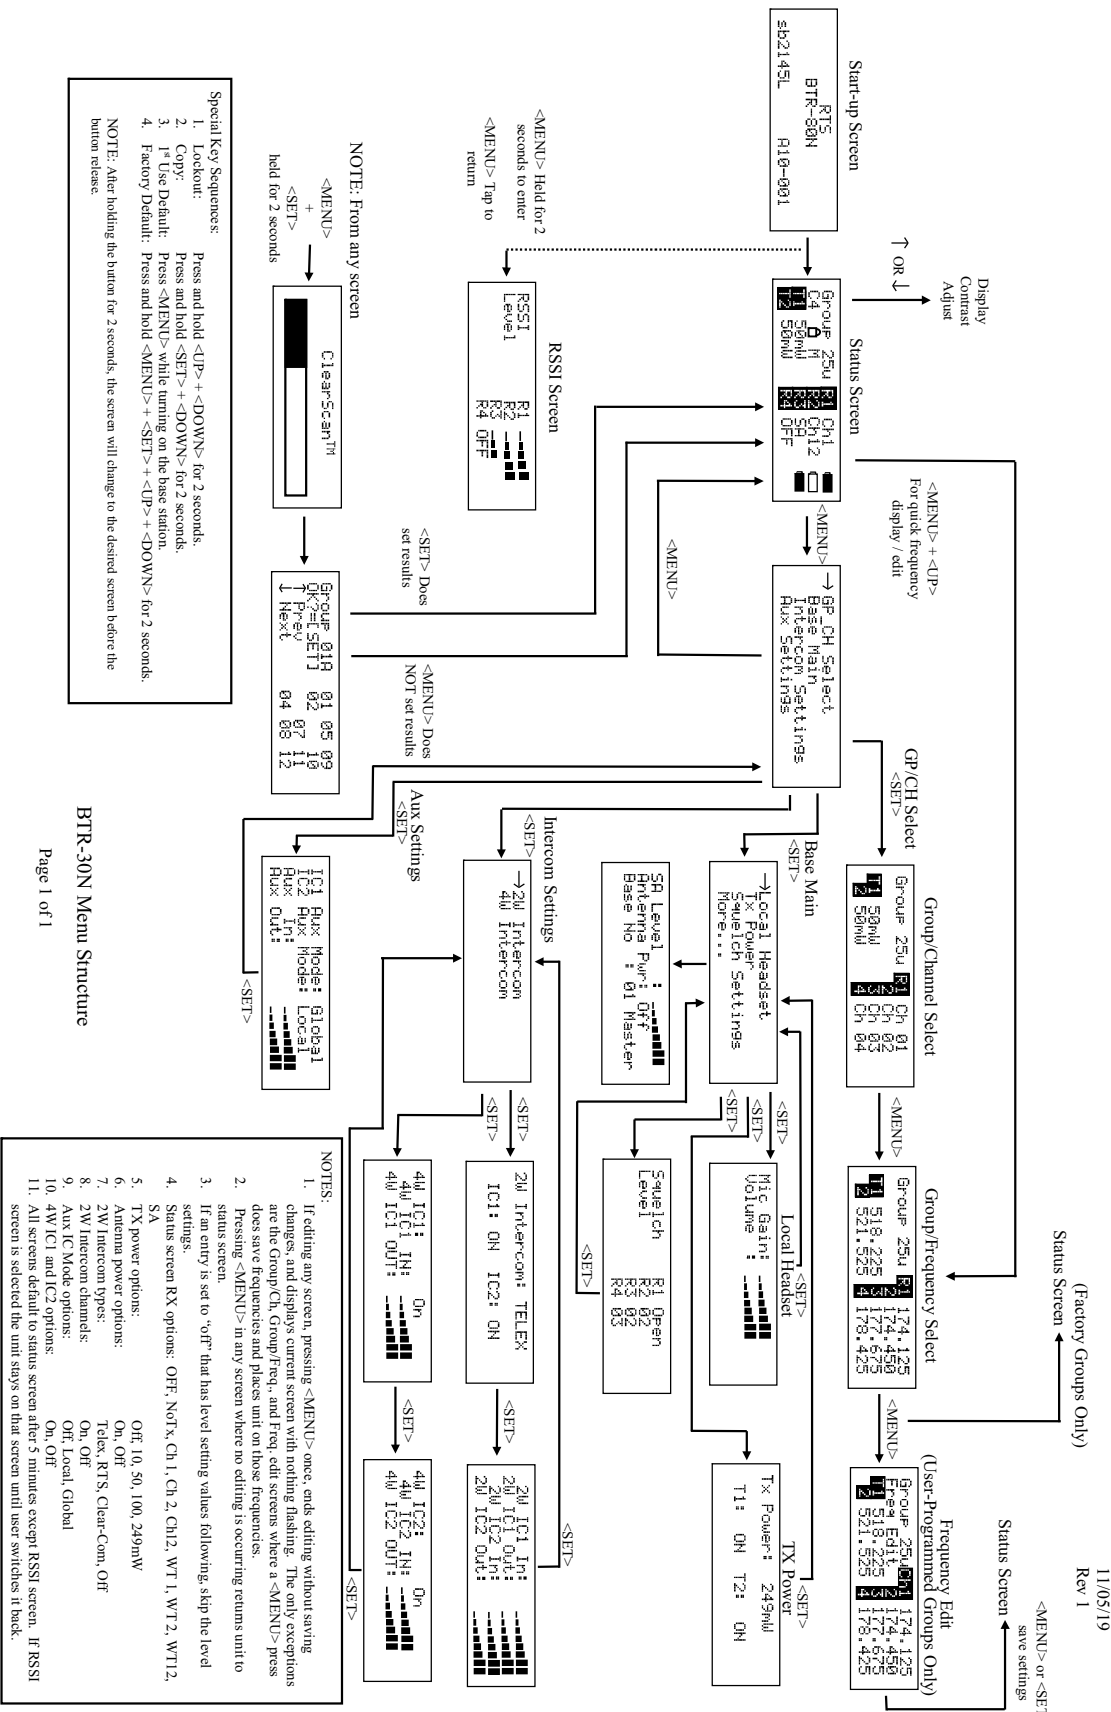 11/05/19
Rev 1
Start-up Screen
RTS
BTR-80N
sb2145L A10-001
Display
Contrast
Adjust
↑ OR ↓
Status Screen
Group 25u R1 Ch1
C4 M R2 Ch12
T1 50mW R3 SA
T2 50mW R4 OFF
<MENU> + <UP>
For quick frequency
display / edit
<MENU>
→GP_CH Select
Base Main
Intercom Settings
Aux Settings
<MENU>
GP/CH Select
<SET>
Group/Channel Select
Group 25u R1 Ch 01
2 Ch 02
T1 50mW 3 Ch 03
2 50mW 4 Ch 04
<MENU>
Group/Frequency Select
Group 25u R1 174.125
2 174.450
T1 518.225 3 177.675
2 521.525 4 178.425
Status Screen
(Factory Groups Only)
<MENU>
Frequency Edit
(User-Programmed Groups Only)
Group 25uCh1 174.125
Freq Edit 2 174.450
T1 518.225 3 177.675
2 521.525 4 178.425
Status Screen
<MENU> or <SET
save settings
<MENU> Held for 2
seconds to enter
<MENU> Tap to
return
RSSI Screen
RSSI R1
Level R2
R3
R4 OFF
Base Main
<SET>
→Local Headset
Tx Power
Squelch Settings
More...
<SET>
<SET>
<SET>
Local Headset
Mic Gain:
Volume :
<SET>
TX Power
Tx Power: 249mW
T1: ON T2: ON
<SET>
SA Level :
Antenna Pwr: Off
Base No : 01 Master
Squelch R1 Open
Level R2 02
R3 02
R4 03
<SET>
Intercom Settings
<SET>
→2W Intercom
4W Intercom
<SET>
<SET>
2W Intercom: TELEX
IC1: ON IC2: ON
<SET>
2W IC1 In:
2W IC1 Out:
2W IC2 In:
2W IC2 Out:
<SET>
4W IC1: On
4W IC1 IN:
4W IC1 OUT:
<SET>
4W IC2: On
4W IC2 IN:
4W IC2 OUT:
<SET>
Aux Settings
<SET>
IC1 Aux Mode: Global
IC2 Aux Mode: Local
Aux In:
Aux Out:
<SET>
NOTE: From any screen
<MENU>
+
<SET>
held for 2 seconds
ClearScan™
Group 01A 01 05 09
OK?=[SET] 02 10
↑ Prev 07 11
↓ Next 04 08 12
<SET> Does
set results
<MENU> Does
NOT set results
Special Key Sequences:
1. Lockout: Press and hold <UP> + <DOWN> for 2 seconds.
2. Copy: Press and hold <SET> + <DOWN> for 2 seconds.
3. 1st Use Default: Press <MENU> while turning on the base station.
4. Factory Default: Press and hold <MENU> + <SET> + <UP> + <DOWN> for 2 seconds.
NOTE: After holding the button for 2 seconds, the screen will change to the desired screen before the
button release.
NOTES:
1. If editing any screen, pressing <MENU> once, ends editing without saving
changes, and displays current screen with nothing flashing. The only exceptions
are the Group/Ch, Group/Freq., and Freq. edit screens where a <MENU> press
does save frequencies and places unit on those frequencies.
2. Pressing <MENU> in any screen where no editing is occurring returns unit to
status screen.
3. If an entry is set to “off” that has level setting values following, skip the level
settings.
4. Status screen RX options: OFF, NoTx, Ch 1, Ch 2, Ch12, WT 1, WT 2, WT12,
SA
5. TX power options: Off, 10, 50, 100, 249mW
6. Antenna power options: On, Off
7. 2W Intercom types: Telex, RTS, Clear-Com, Off
8. 2W Intercom channels: On, Off
9. Aux IC Mode options: Off, Local, Global
10. 4W IC1 and IC2 options: On, Off
11. All screens default to status screen after 5 minutes except RSSI screen. If RSSI
screen is selected the unit stays on that screen until user switches it back.
BTR-30N Menu Structure
Page 1 of 1